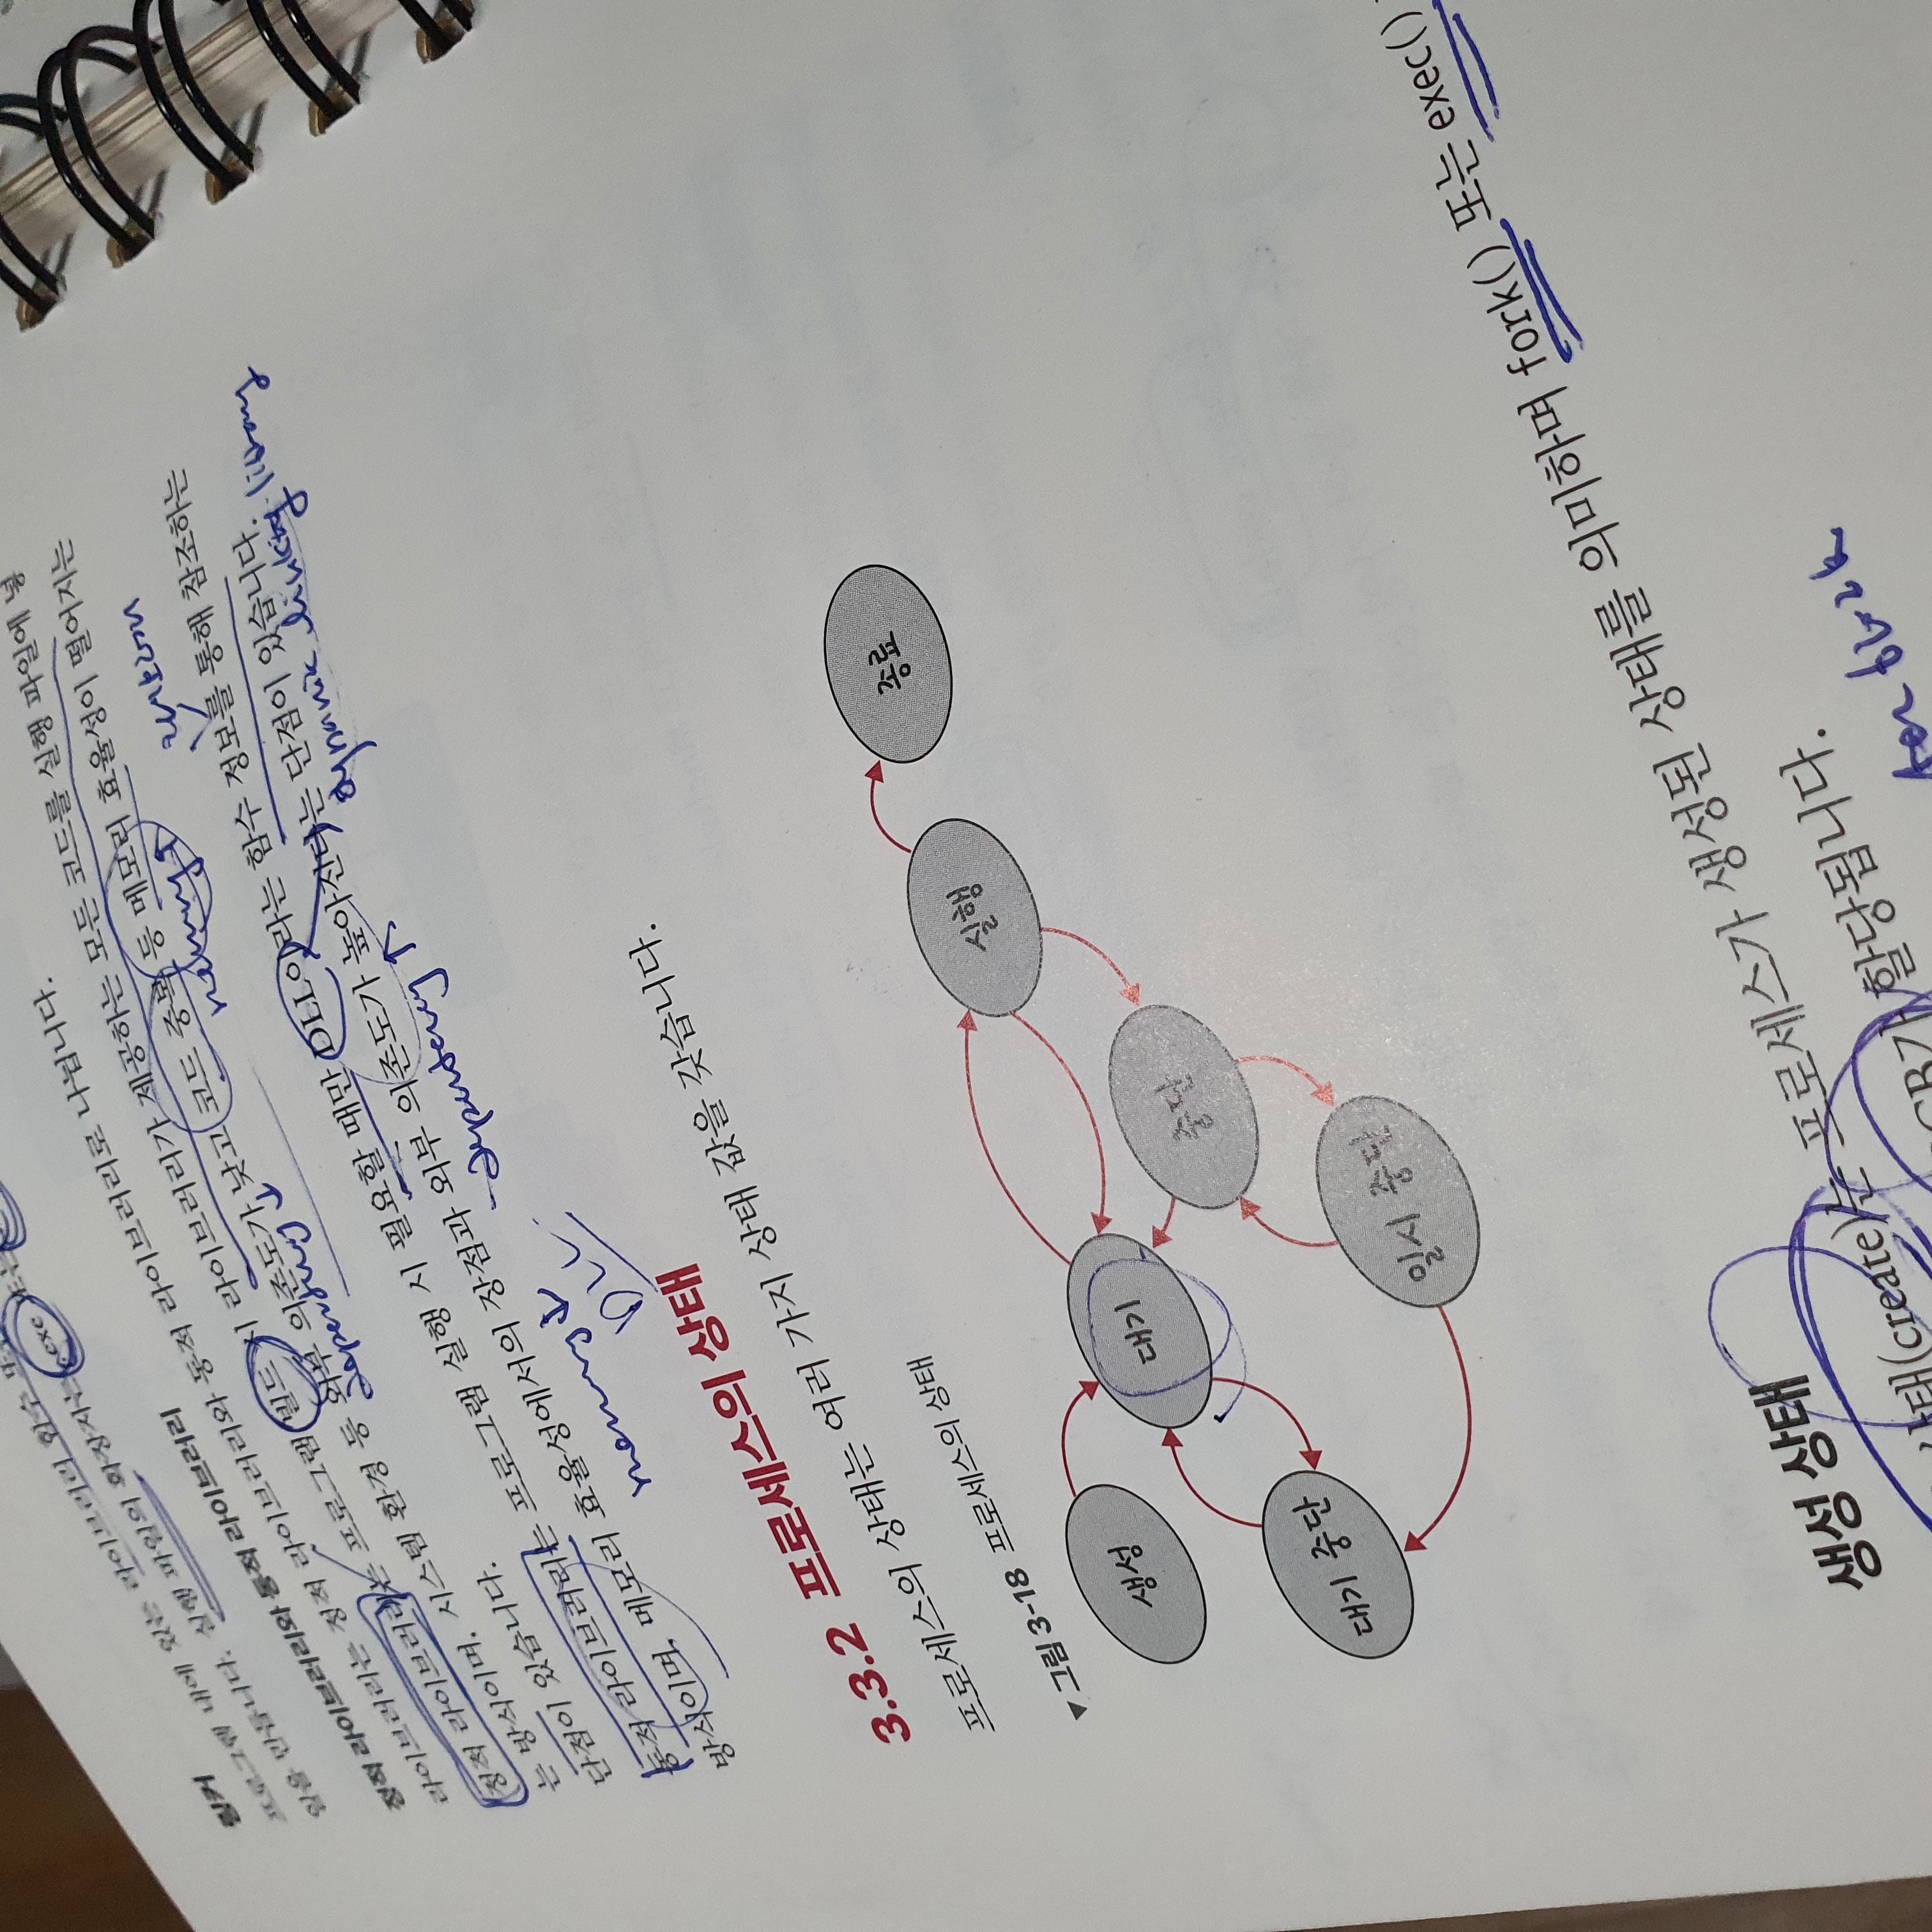 링커
프로그램 내에 있는 라이브러리 함수 또는
일을 만듭니다. 실행 파일의 확장자는 .exe 또는
정적 라이브러리와 동적 라이브러리
라이브러리는 정적 라이브러리와 동적 라이브러리로 나뉩니다.
정적 라이브러리는 프로그램 빌드 시 라이브러리가 제공하는 모든 코드를 실행 파일에 넣
는 방식이며, 시스템 환경 등 외부 의존도가 낮고 코드 중복 등 메모리 효율성이 떨어지는
dependency ↓
memory ↑
단점이 있습니다.
동적 라이브러리는 프로그램 실행 시 필요할 때만 DLL이라는 함수 정보를 통해 참조하는
방식이며, 메모리 효율성에서의 장점과 외부 의존도가 높아진다는 단점이 있습니다.
memory ↓
dependency ↑
dynamic linking library
DLL
3.3.2 프로세스의 상태
프로세스의 상태는 여러 가지 상태 값을 갖습니다.
▼ 그림 3-18 프로세스의 상태
종료
실행
생성
대기
중단
대기 중단
일시 중단
생성 상태
상태(create)는 프로세스가 생성된 상태를 의미하며 fork() 또는 exec()
CB가 할당됩니다.
block